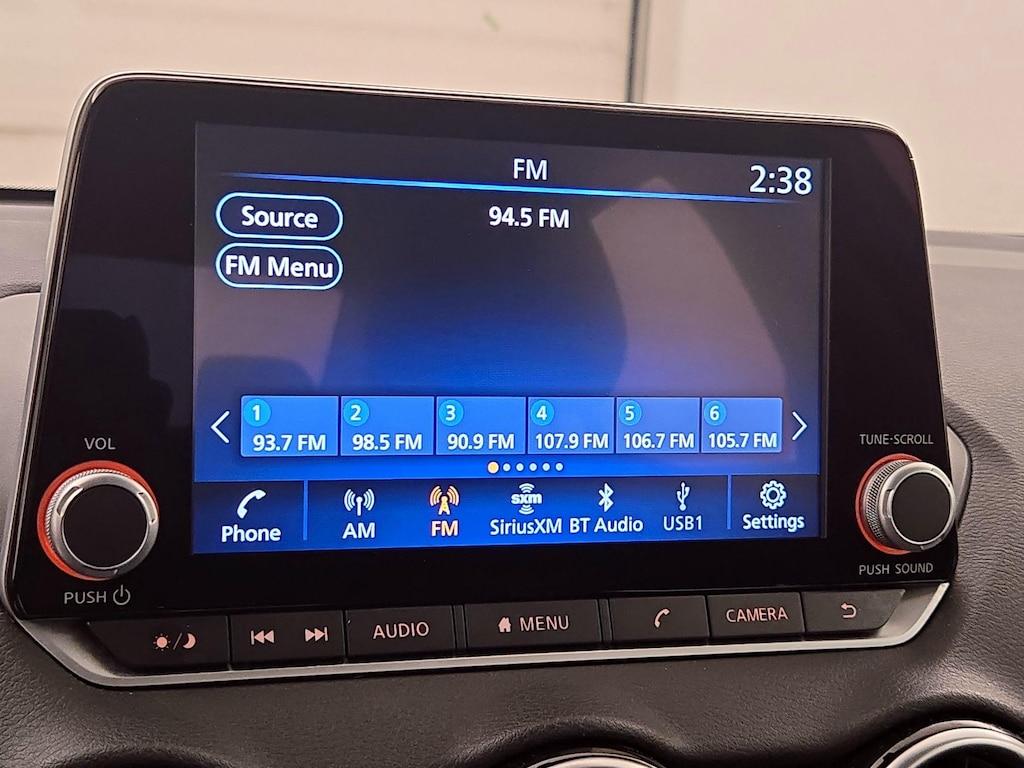 FM
2:38
Source
94.5 FM
FM Menu
1 2 3 4 5 6
93.7 FM 98.5 FM 90.9 FM 107.9 FM 106.7 FM 105.7 FM
VOL
TUNE·SCROLL
sxm
Phone AM FM SiriusXM BT Audio USB1 Settings
PUSH
PUSH SOUND
AUDIO MENU CAMERA